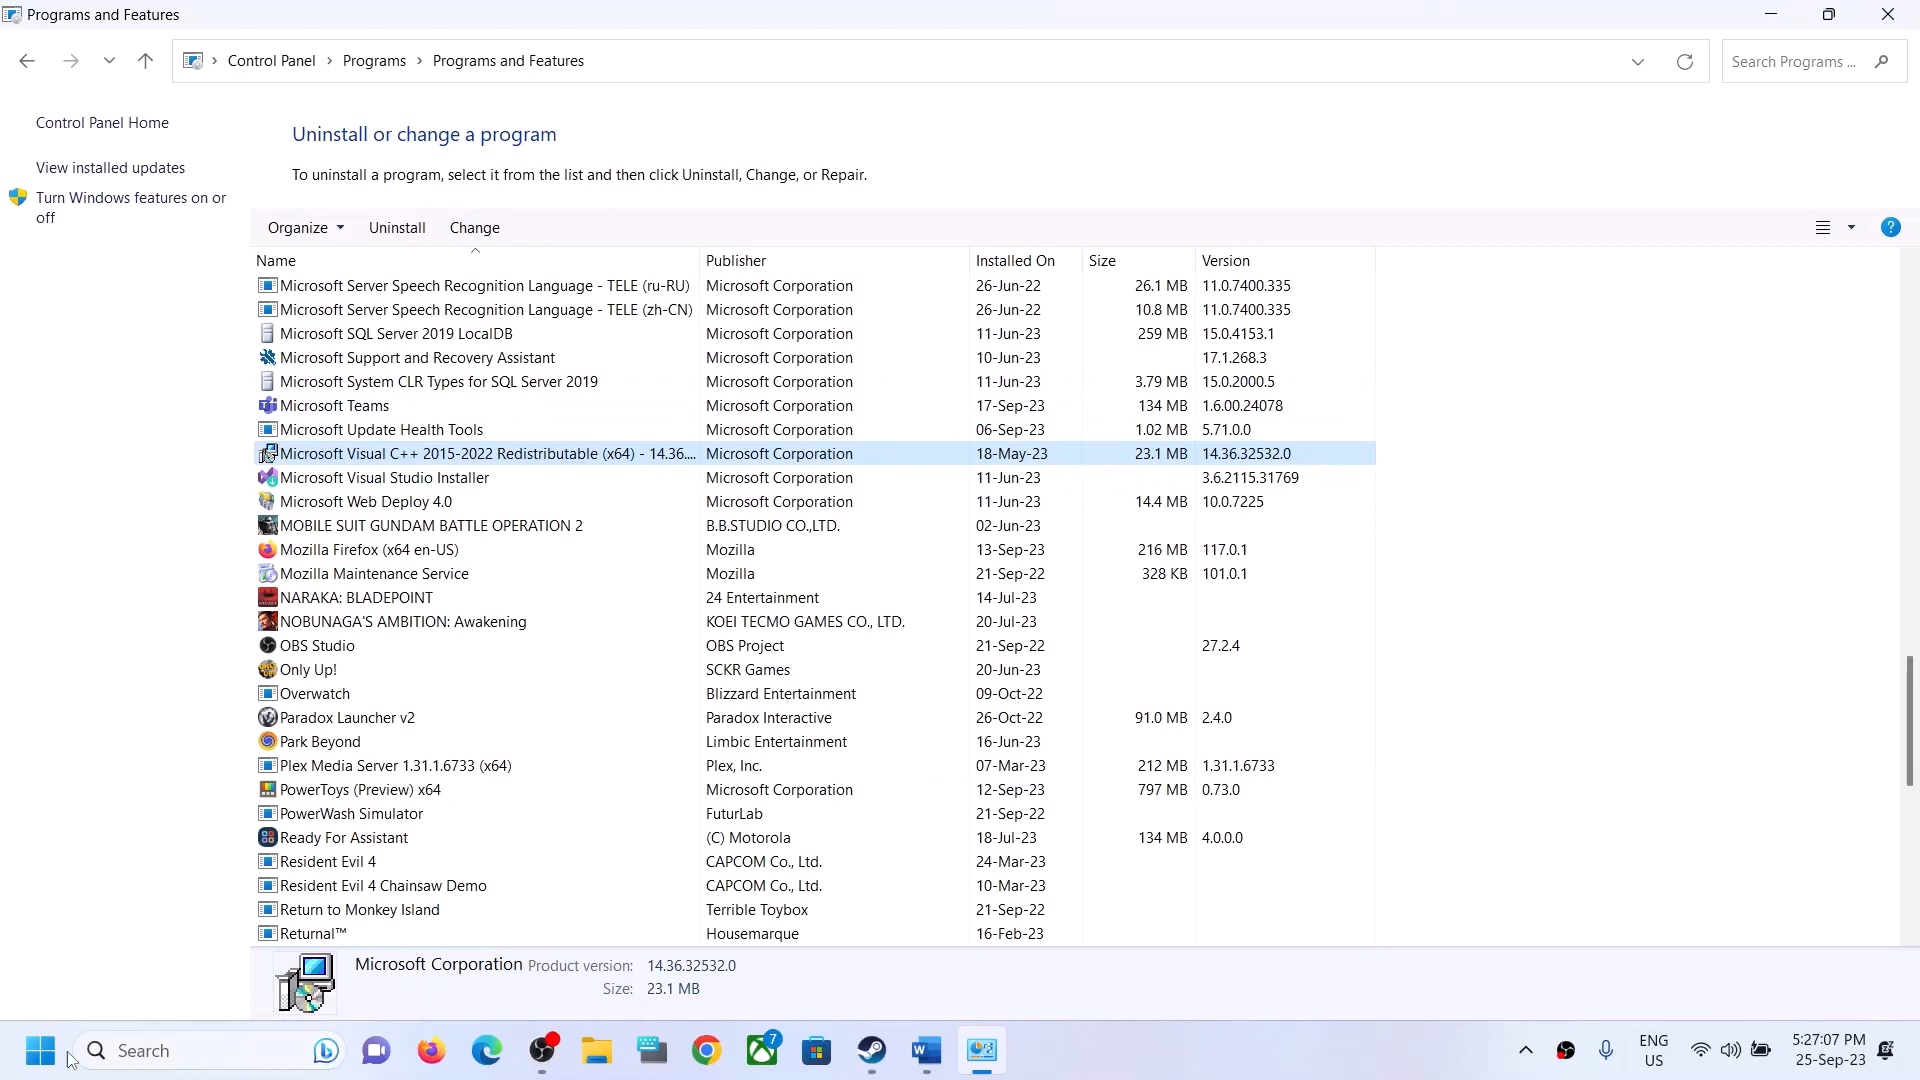 Programs and Features
Control Panel › Programs › Programs and Features
Search Programs ...
Control Panel Home
View installed updates
Turn Windows features on or
off
Uninstall or change a program
To uninstall a program, select it from the list and then click Uninstall, Change, or Repair.
Organize Uninstall Change
Name Publisher Installed On Size Version
Microsoft Server Speech Recognition Language - TELE (ru-RU) Microsoft Corporation 26-Jun-22 26.1 MB 11.0.7400.335
Microsoft Server Speech Recognition Language - TELE (zh-CN) Microsoft Corporation 26-Jun-22 10.8 MB 11.0.7400.335
Microsoft SQL Server 2019 LocalDB Microsoft Corporation 11-Jun-23 259 MB 15.0.4153.1
Microsoft Support and Recovery Assistant Microsoft Corporation 10-Jun-23 17.1.268.3
Microsoft System CLR Types for SQL Server 2019 Microsoft Corporation 11-Jun-23 3.79 MB 15.0.2000.5
Microsoft Teams Microsoft Corporation 17-Sep-23 134 MB 1.6.00.24078
Microsoft Update Health Tools Microsoft Corporation 06-Sep-23 1.02 MB 5.71.0.0
Microsoft Visual C++ 2015-2022 Redistributable (x64) - 14.36.... Microsoft Corporation 18-May-23 23.1 MB 14.36.32532.0
Microsoft Visual Studio Installer Microsoft Corporation 11-Jun-23 3.6.2115.31769
Microsoft Web Deploy 4.0 Microsoft Corporation 11-Jun-23 14.4 MB 10.0.7225
MOBILE SUIT GUNDAM BATTLE OPERATION 2 B.B.STUDIO CO.,LTD. 02-Jun-23
Mozilla Firefox (x64 en-US) Mozilla 13-Sep-23 216 MB 117.0.1
Mozilla Maintenance Service Mozilla 21-Sep-22 328 KB 101.0.1
NARAKA: BLADEPOINT 24 Entertainment 14-Jul-23
NOBUNAGA'S AMBITION: Awakening KOEI TECMO GAMES CO., LTD. 20-Jul-23
OBS Studio OBS Project 21-Sep-22 27.2.4
Only Up! SCKR Games 20-Jun-23
Overwatch Blizzard Entertainment 09-Oct-22
Paradox Launcher v2 Paradox Interactive 26-Oct-22 91.0 MB 2.4.0
Park Beyond Limbic Entertainment 16-Jun-23
Plex Media Server 1.31.1.6733 (x64) Plex, Inc. 07-Mar-23 212 MB 1.31.1.6733
PowerToys (Preview) x64 Microsoft Corporation 12-Sep-23 797 MB 0.73.0
PowerWash Simulator FuturLab 21-Sep-22
Ready For Assistant (C) Motorola 18-Jul-23 134 MB 4.0.0.0
Resident Evil 4 CAPCOM Co., Ltd. 24-Mar-23
Resident Evil 4 Chainsaw Demo CAPCOM Co., Ltd. 10-Mar-23
Return to Monkey Island Terrible Toybox 21-Sep-22
Returnal™ Housemarque 16-Feb-23
Microsoft Corporation Product version: 14.36.32532.0
Size: 23.1 MB
Search
7
ENG
US
5:27:07 PM
25-Sep-23